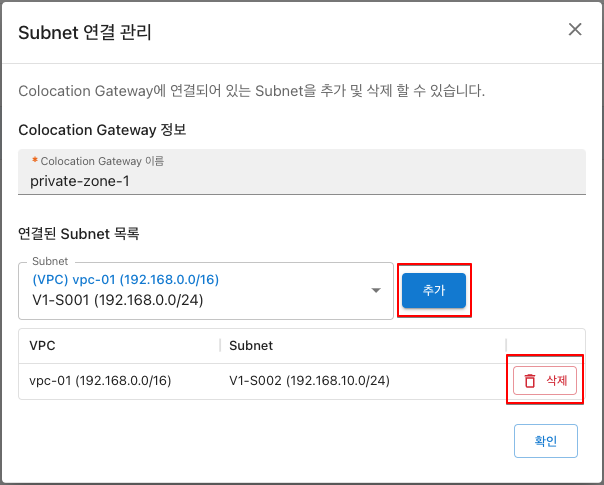 Subnet 연결 관리
Colocation Gateway에 연결되어 있는 Subnet을 추가 및 삭제 할 수 있습니다.
Colocation Gateway 정보
* Colocation Gateway 이름
private-zone-1
연결된 Subnet 목록
Subnet
(VPC) vpc-01 (192.168.0.0/16)
V1-S001 (192.168.0.0/24)
추가
VPC Subnet
vpc-01 (192.168.0.0/16) V1-S002 (192.168.10.0/24) 삭제
확인